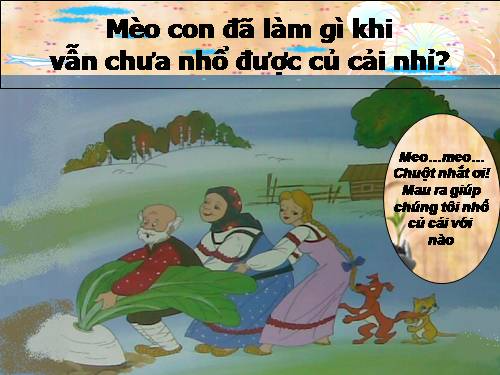 Mèo con đã làm gì khi
vẫn chưa nhổ được củ cải nhỉ?
Meo...meo...
Chuột nhắt ơi!
Mau ra giúp
chúng tôi nhổ
củ cải với
nào